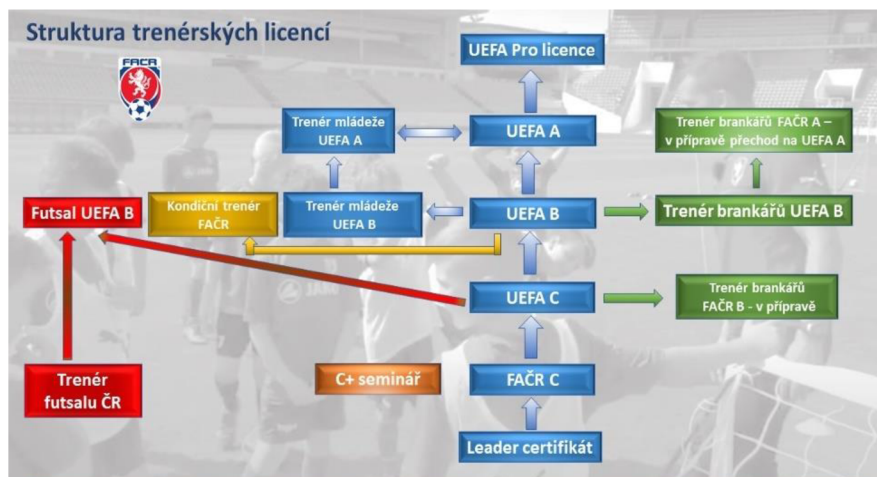 Struktura trenérských licencí
FACR
UEFA Pro licence
Trenér mládeže
UEFA A
UEFA A
Trenér brankářů FAČR A –
v přípravě přechod na UEFA A
Futsal UEFA B
Kondiční trenér
FAČR
Trenér mládeže
UEFA B
UEFA B
Trenér brankářů UEFA B
UEFA C
Trenér brankářů
FAČR B - v přípravě
Trenér
futsalu ČR
C+ seminář
FAČR C
Leader certifikát